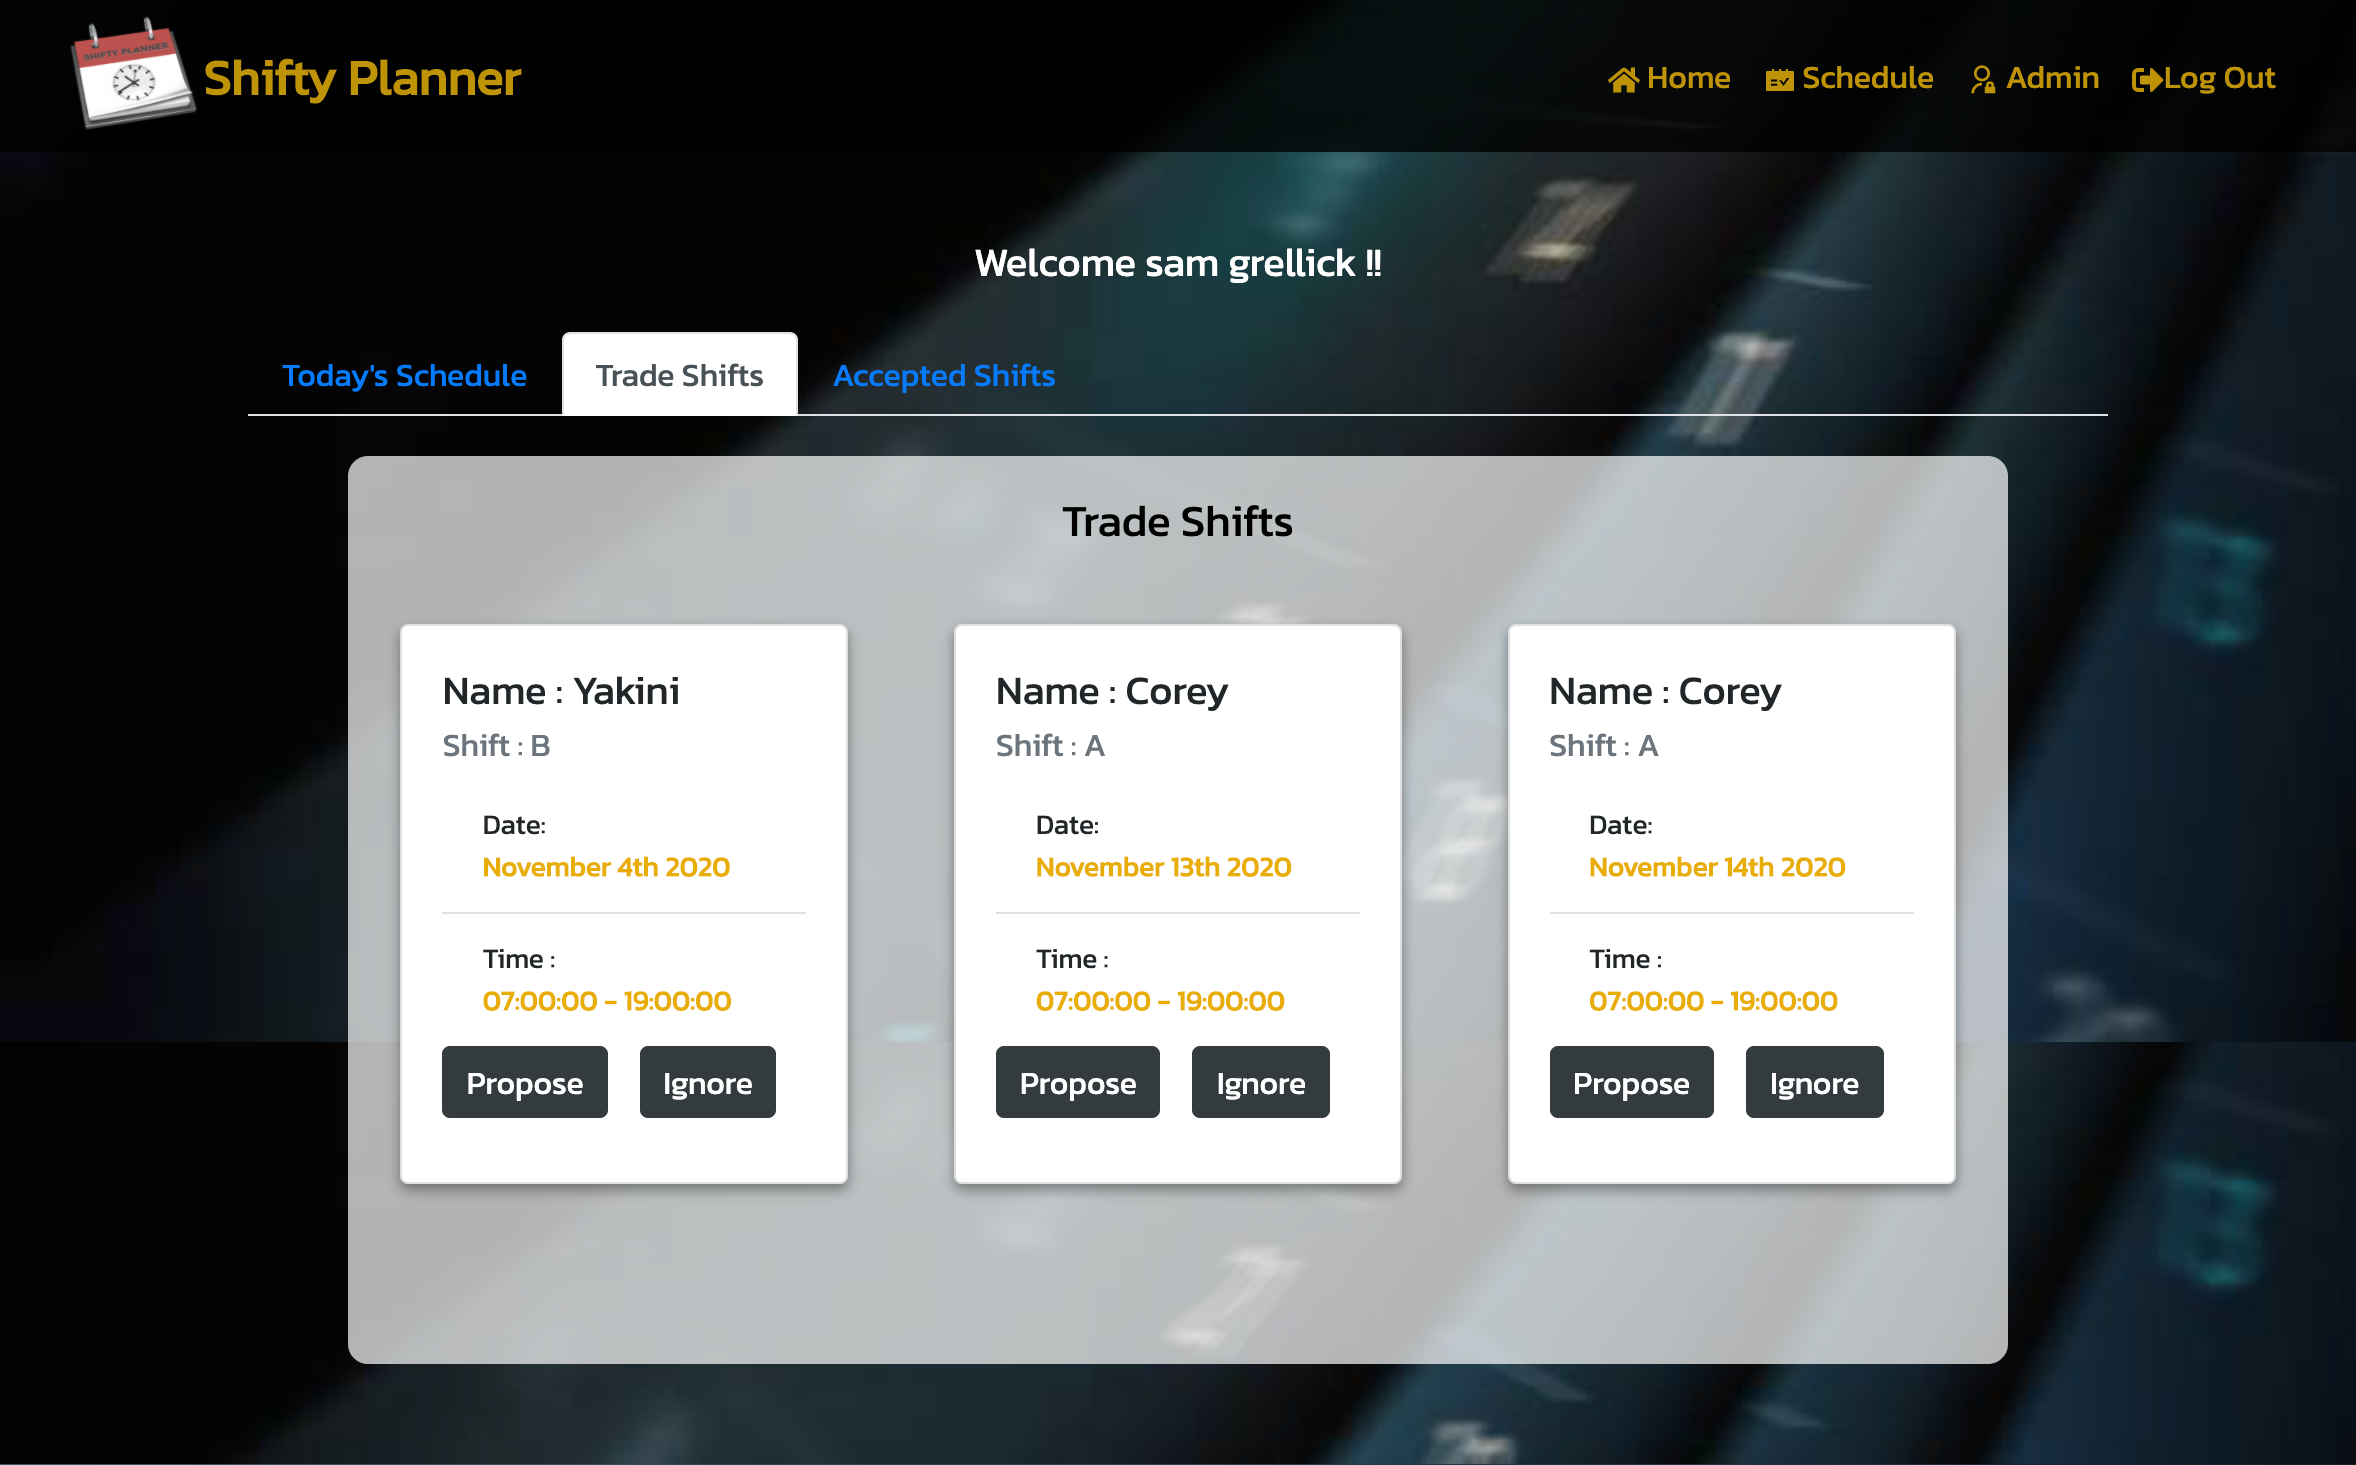 SHIFTY PLANNER
Shifty Planner
Home
Schedule
Admin
Log Out
Welcome sam grellick !!
Today's Schedule
Trade Shifts
Accepted Shifts
Trade Shifts
Name : Yakini
Shift : B
Date:
November 4th 2020
Time :
07:00:00 - 19:00:00
Propose
Ignore
Name : Corey
Shift : A
Date:
November 13th 2020
Time :
07:00:00 - 19:00:00
Propose
Ignore
Name : Corey
Shift : A
Date:
November 14th 2020
Time :
07:00:00 - 19:00:00
Propose
Ignore